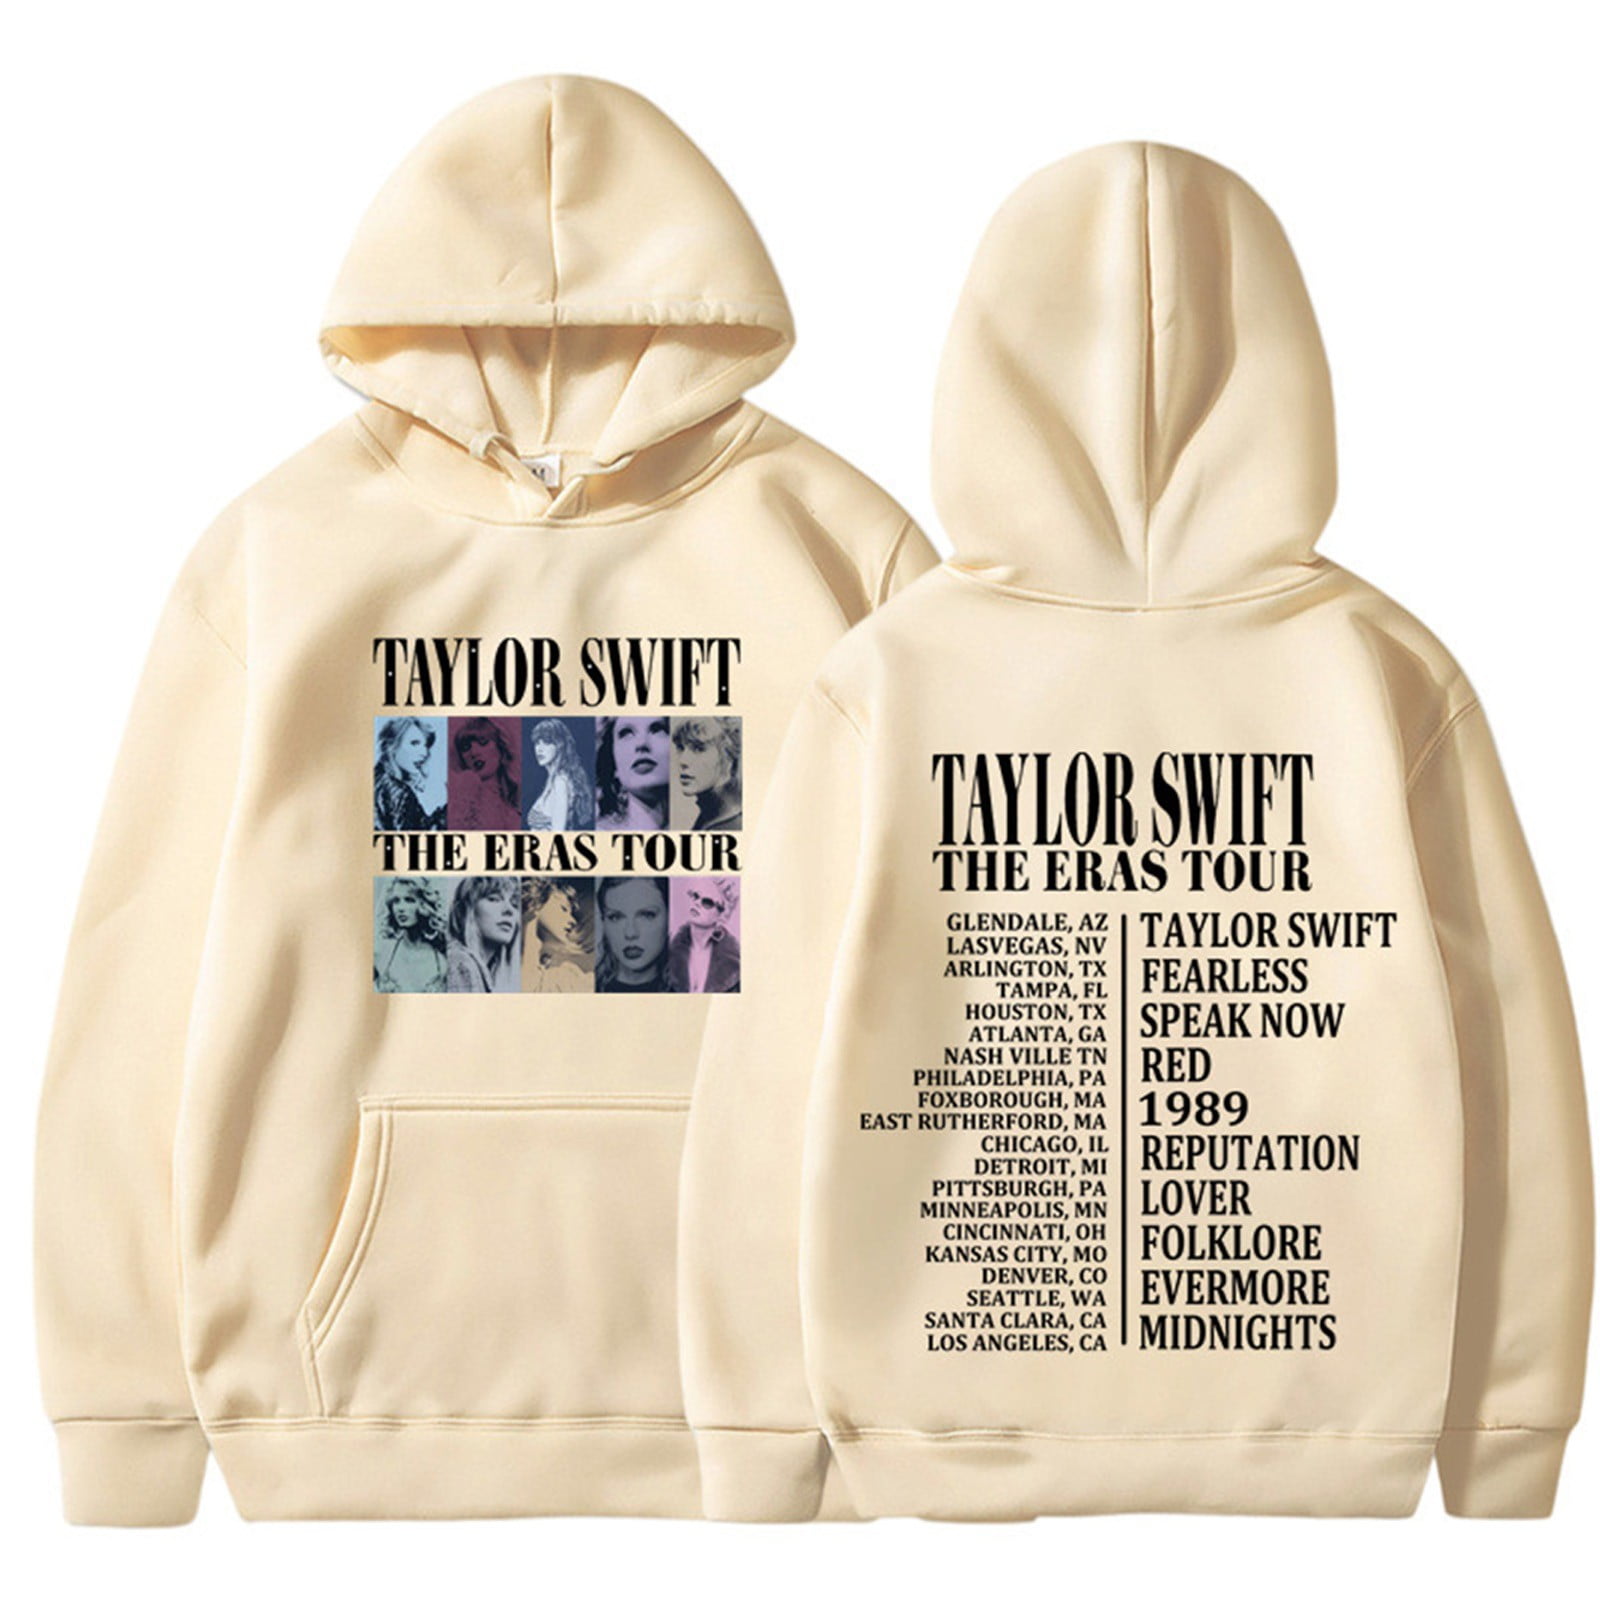 TAYLOR SWIFT
THE ERAS TOUR
TAYLOR SWIFT
THE ERAS TOUR
GLENDALE, AZ
LASVEGAS, NV
ARLINGTON, TX
TAMPA, FL
HOUSTON, TX
ATLANTA, GA
NASH VILLE TN
PHILADELPHIA, PA
FOXBOROUGH, MA
EAST RUTHERFORD, MA
CHICAGO, IL
DETROIT, MI
PITTSBURGH, PA
MINNEAPOLIS, MN
CINCINNATI, OH
KANSAS CITY, MO
DENVER, CO
SEATTLE, WA
SANTA CLARA, CA
LOS ANGELES, CA
TAYLOR SWIFT
FEARLESS
SPEAK NOW
RED
1989
REPUTATION
LOVER
FOLKLORE
EVERMORE
MIDNIGHTS